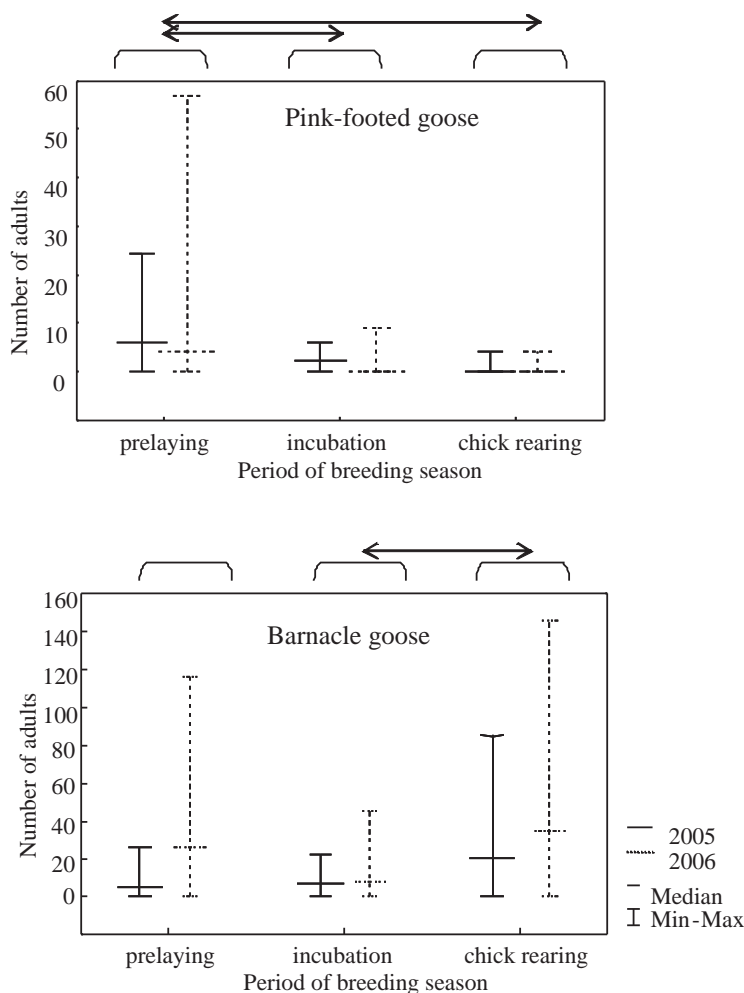 60
Pink-footed goose
50
40
30
20
10
0
Number of adults
prelaying incubation chick rearing
Period of breeding season
160
Barnacle goose
140
120
100
80
60
40
20
0
Number of adults
prelaying incubation chick rearing
Period of breeding season
2005
2006
Median
Min-Max